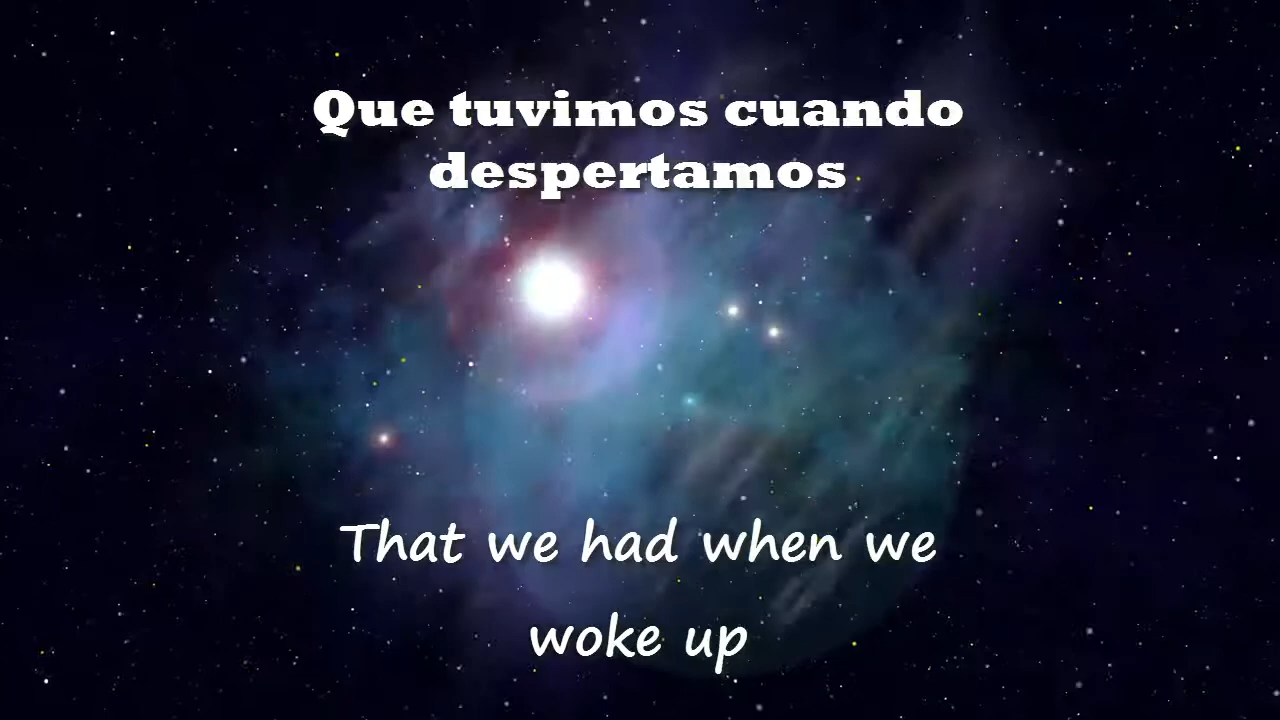 Que tuvimos cuando
despertamos
That we had when we
woke up